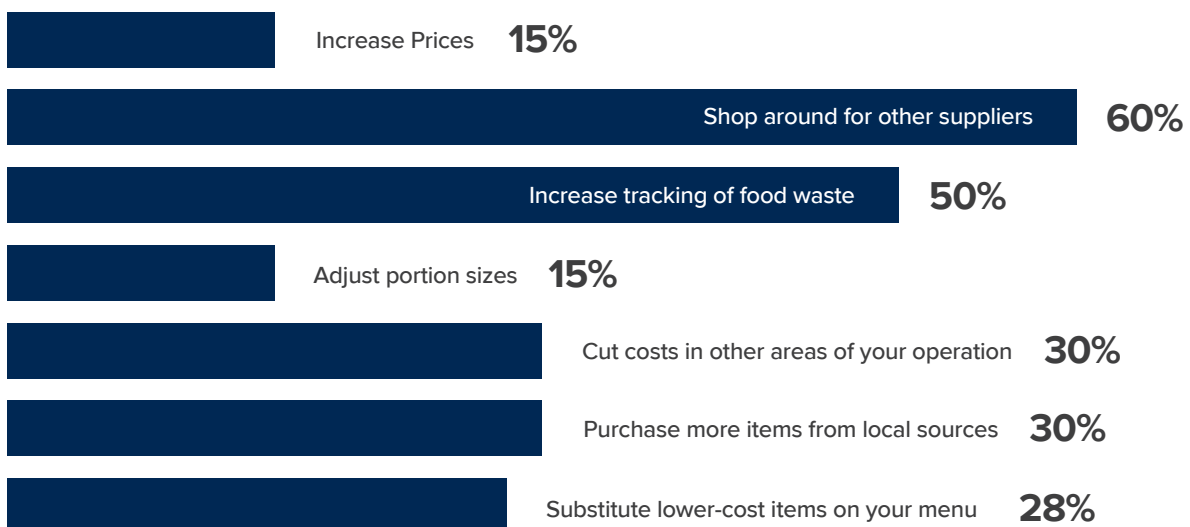 Increase Prices 15%
Shop around for other suppliers 60%
Increase tracking of food waste 50%
Adjust portion sizes 15%
Cut costs in other areas of your operation 30%
Purchase more items from local sources 30%
Substitute lower-cost items on your menu 28%